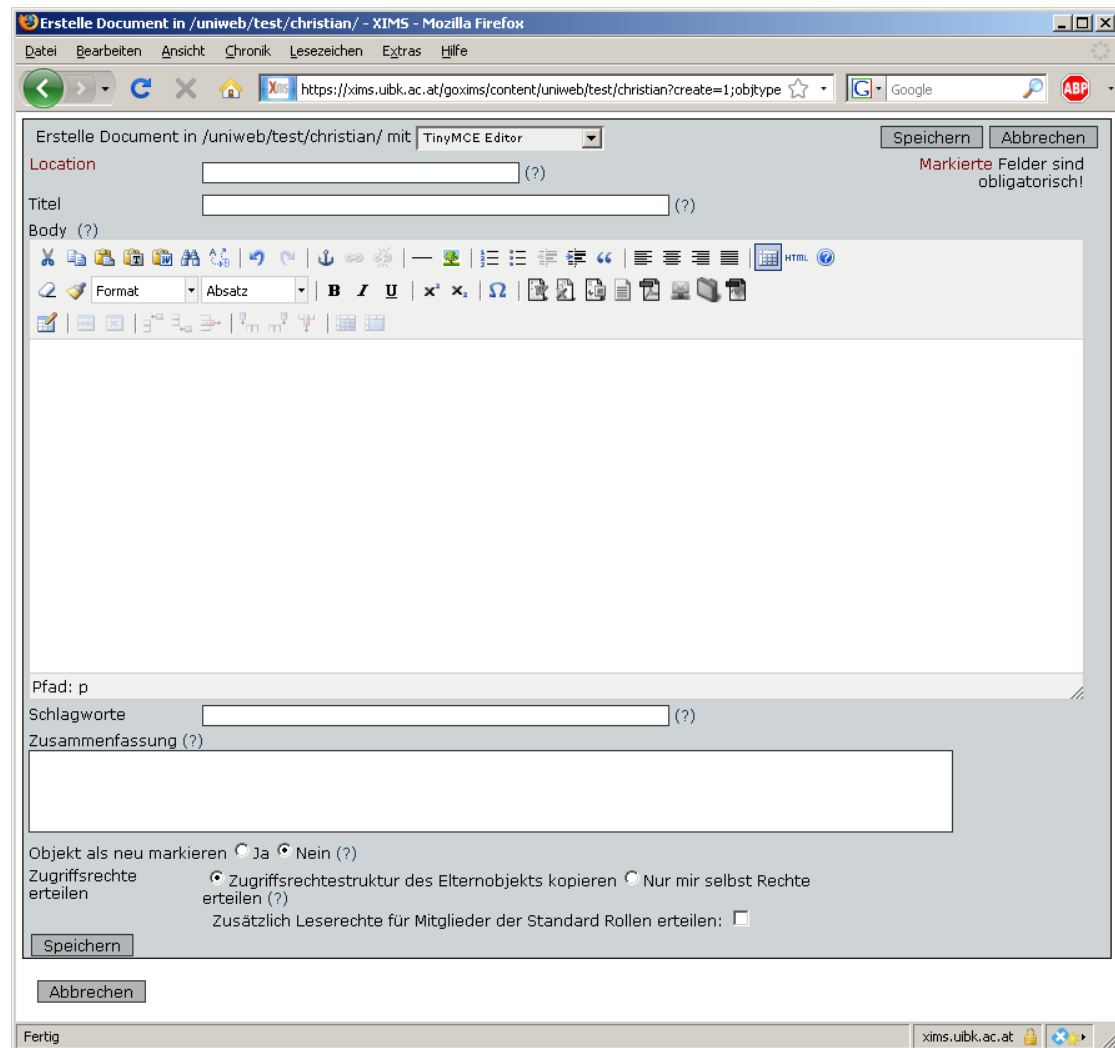 Erstelle Document in /uniweb/test/christian/ - XIMS - Mozilla Firefox
Datei Bearbeiten Ansicht Chronik Lesezeichen Extras Hilfe
XIMS https://xims.uibk.ac.at/goxims/content/uniweb/test/christian?create=1;objtype G Google ABP
Erstelle Document in /uniweb/test/christian/ mit TinyMCE Editor Speichern Abbrechen
Location (?) Markierte Felder sind
obligatorisch!
Titel (?)
Body (?)
HTML
Format Absatz B I U x² x₂ Ω
Pfad: p
Schlagworte (?)
Zusammenfassung (?)
Objekt als neu markieren Ja Nein (?)
Zugriffsrechte
erteilen
Zugriffsrechtestruktur des Elternobjekts kopieren Nur mir selbst Rechte
erteilen (?)
Zusätzlich Leserechte für Mitglieder der Standard Rollen erteilen:
Speichern
Abbrechen
Fertig xims.uibk.ac.at